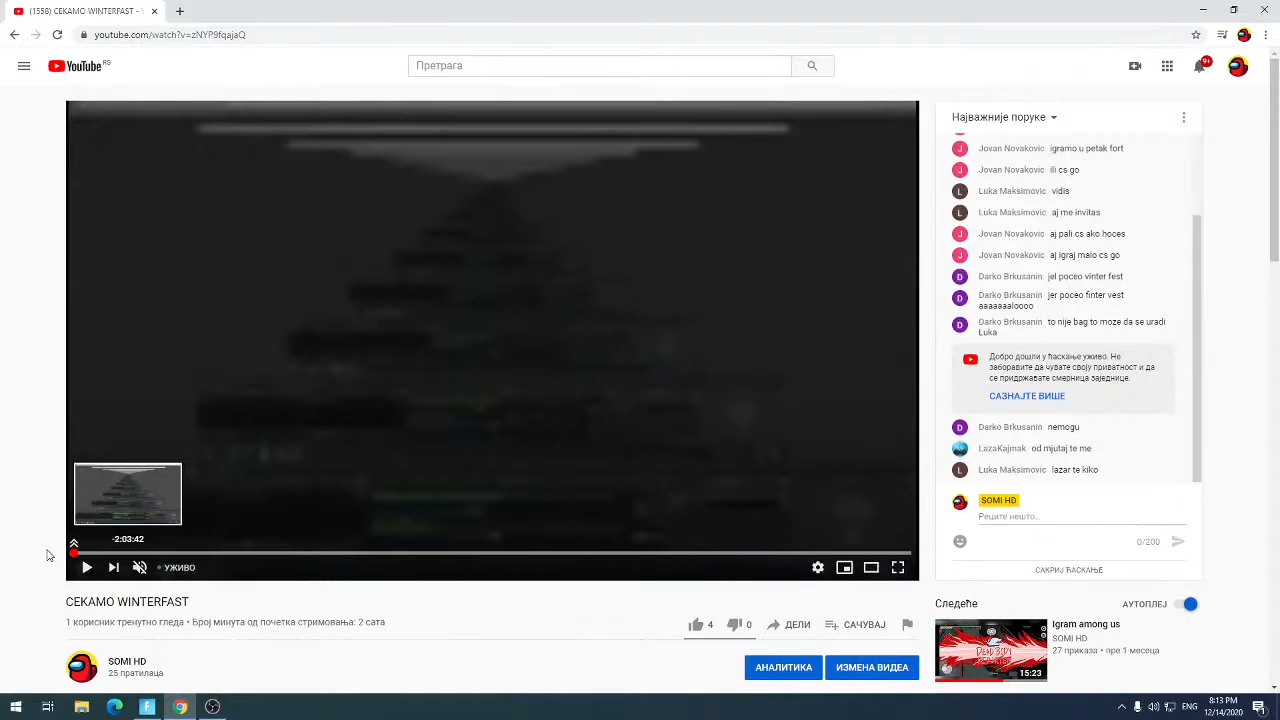 (1558) CEKAMO WINTERFAST -
youtube.com/watch?v=zNYP9fqajaQ
YouTube RS
Претрага
9+
Најважније поруке
Jovan Novakovic igramo u petak fort
Jovan Novakovic ili cs go
Luka Maksimovic vidis
Luka Maksimovic aj me invitas
Jovan Novakovic aj pali cs ako hoces
Jovan Novakovic aj igraj malo cs go
Darko Brkusanin jel poceo vinter fest
Darko Brkusanin jer poceo finter vest
aaaaaaaloooo
Darko Brkusanin to nije bag to moze da se uradi
Luka
Добро дошли у ћаскање уживо. Не
заборавите да чувате своју приватност и да
се придржавате смерница заједнице.
САЗНАЈТЕ ВИШЕ
Darko Brkusanin nemogu
LazaKajmak od mjutaj te me
Luka Maksimovic lazar te kiko
SOMI HD
Реците нешто...
0/200
САКРИЈ ЋАСКАЊЕ
-2:03:42
УЖИВО
CEKAMO WINTERFAST
1 корисник тренутно гледа • Број минута од почетка стримовања: 2 сата
4
0
ДЕЛИ
САЧУВАЈ
SOMI HD
25 пратилаца
АНАЛИТИКА
ИЗМЕНА ВИДЕА
Следеће
АУТОПЛЕЈ
Igram among us
SOMI HD
27 приказа • пре 1 месеца
15:23
ENG
8:13 PM
12/14/2020